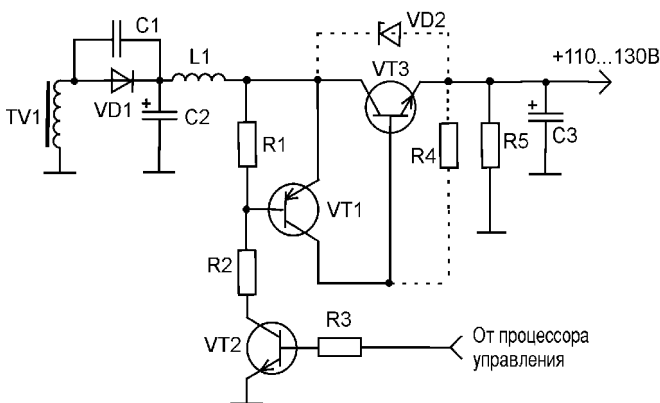 C1
VD2
L1
VT3
+110...130В
TV1
VD1
+
C2
R1
R4
R5
+
C3
VT1
R2
R3
VT2
От процессора
управления